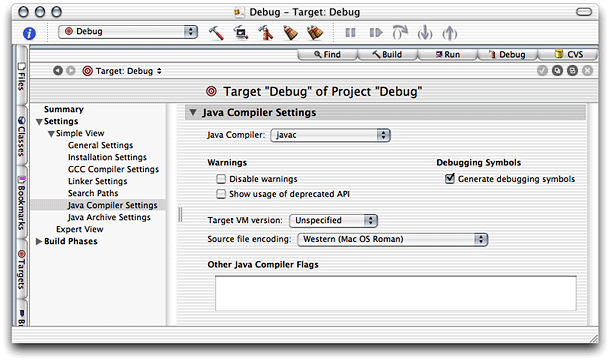 Debug – Target: Debug
Debug
Find
Build
Run
Debug
CVS
Target: Debug
Target "Debug" of Project "Debug"
Files
Classes
Bookmarks
Targets
Summary
Settings
Simple View
General Settings
Installation Settings
GCC Compiler Settings
Linker Settings
Search Paths
Java Compiler Settings
Java Archive Settings
Expert View
Build Phases
Java Compiler Settings
Java Compiler: javac
Warnings
Disable warnings
Show usage of deprecated API
Debugging Symbols
Generate debugging symbols
Target VM version: Unspecified
Source file encoding: Western (Mac OS Roman)
Other Java Compiler Flags